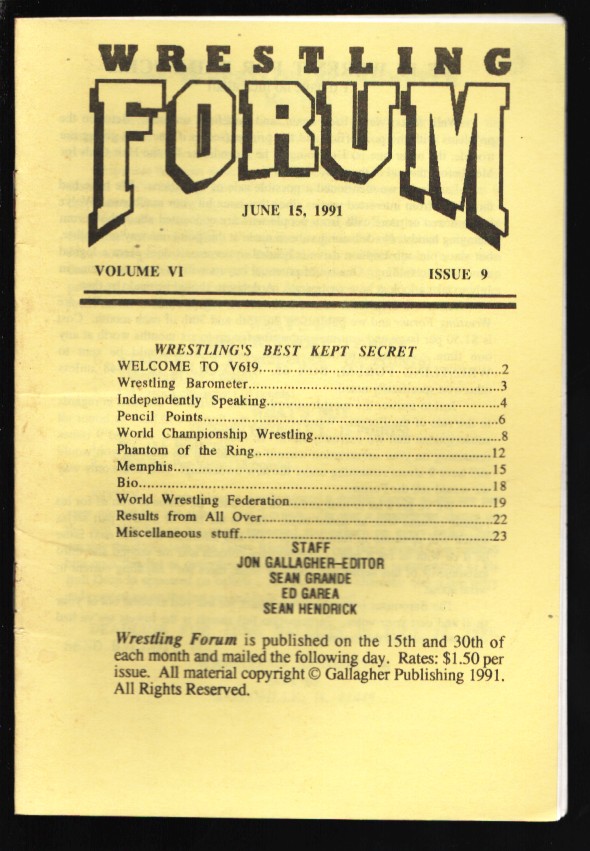 WRESTLING
FORUM
JUNE 15, 1991
VOLUME VI ISSUE 9
WRESTLING'S BEST KEPT SECRET
WELCOME TO V6I9..........2
Wrestling Barometer..........3
Independently Speaking..........4
Pencil Points..........6
World Championship Wrestling..........8
Phantom of the Ring..........12
Memphis..........15
Bio..........18
World Wrestling Federation..........19
Results from All Over..........22
Miscellaneous stuff..........23
STAFF
JON GALLAGHER–EDITOR
SEAN GRANDE
ED GAREA
SEAN HENDRICK
Wrestling Forum is published on the 15th and 30th of
each month and mailed the following day. Rates: $1.50 per
issue. All material copyright © Gallagher Publishing 1991.
All Rights Reserved.